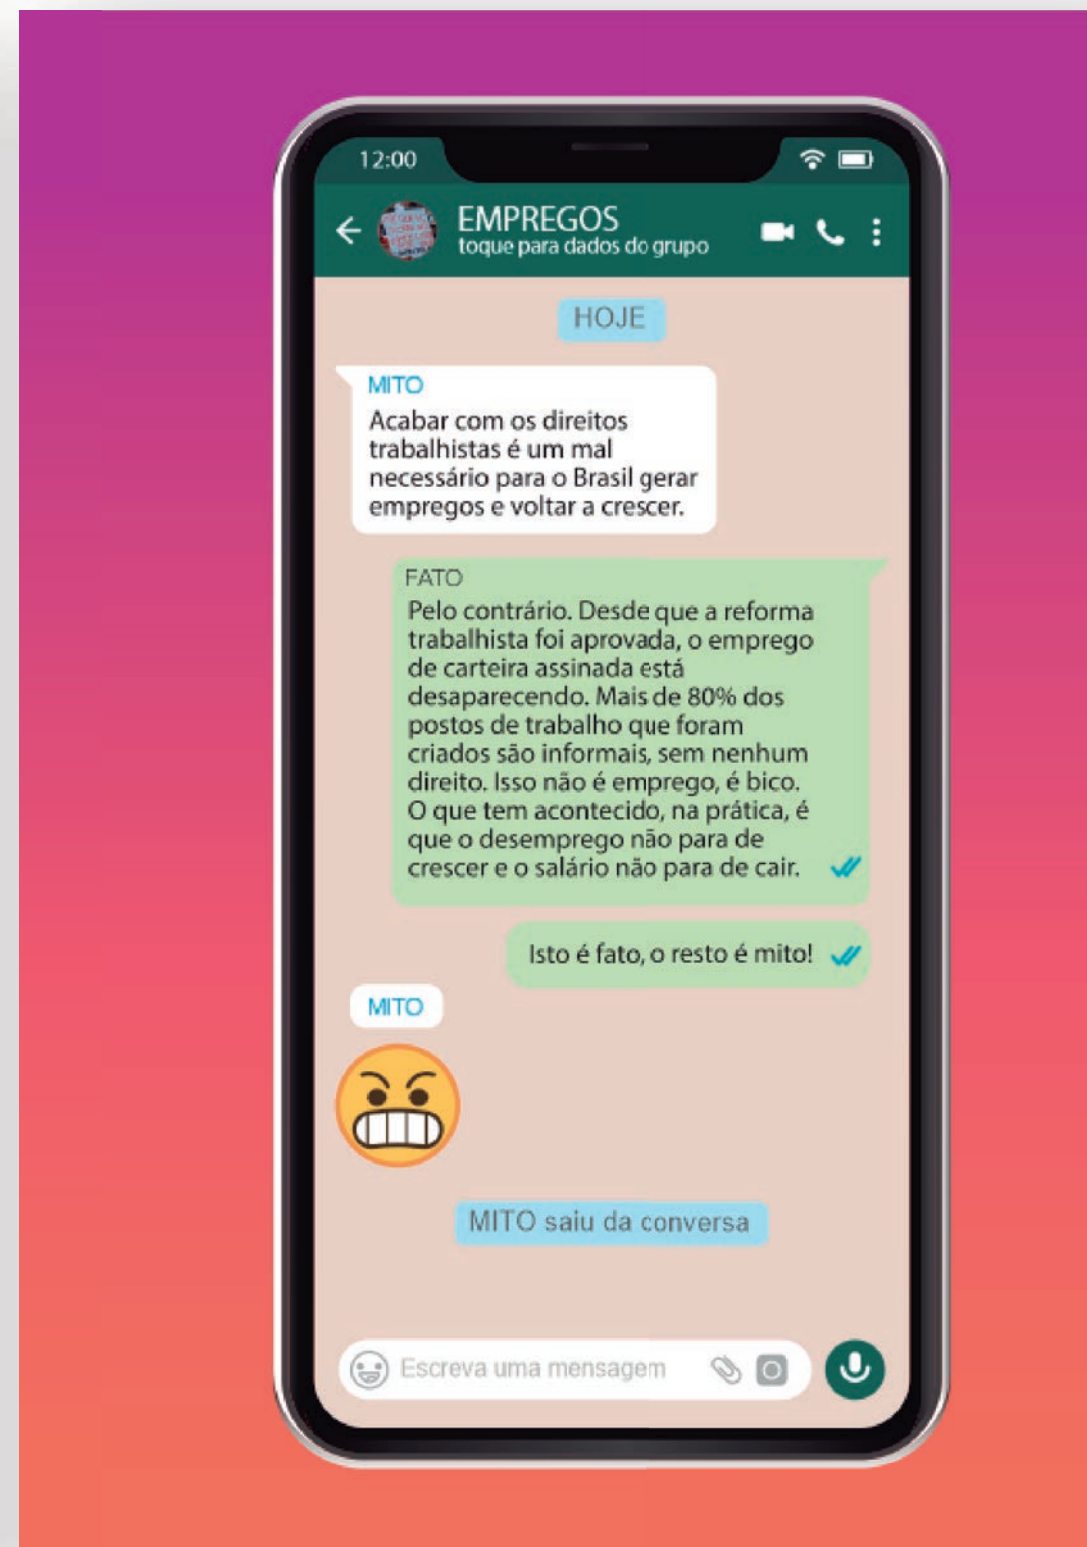 12:00
EMPREGOS
toque para dados do grupo
HOJE
MITO
Acabar com os direitos
trabalhistas é um mal
necessário para o Brasil gerar
empregos e voltar a crescer.
FATO
Pelo contrário. Desde que a reforma
trabalhista foi aprovada, o emprego
de carteira assinada está
desaparecendo. Mais de 80% dos
postos de trabalho que foram
criados são informais, sem nenhum
direito. Isso não é emprego, é bico.
O que tem acontecido, na prática, é
que o desemprego não para de
crescer e o salário não para de cair.
Isto é fato, o resto é mito!
MITO
MITO saiu da conversa
Escreva uma mensagem